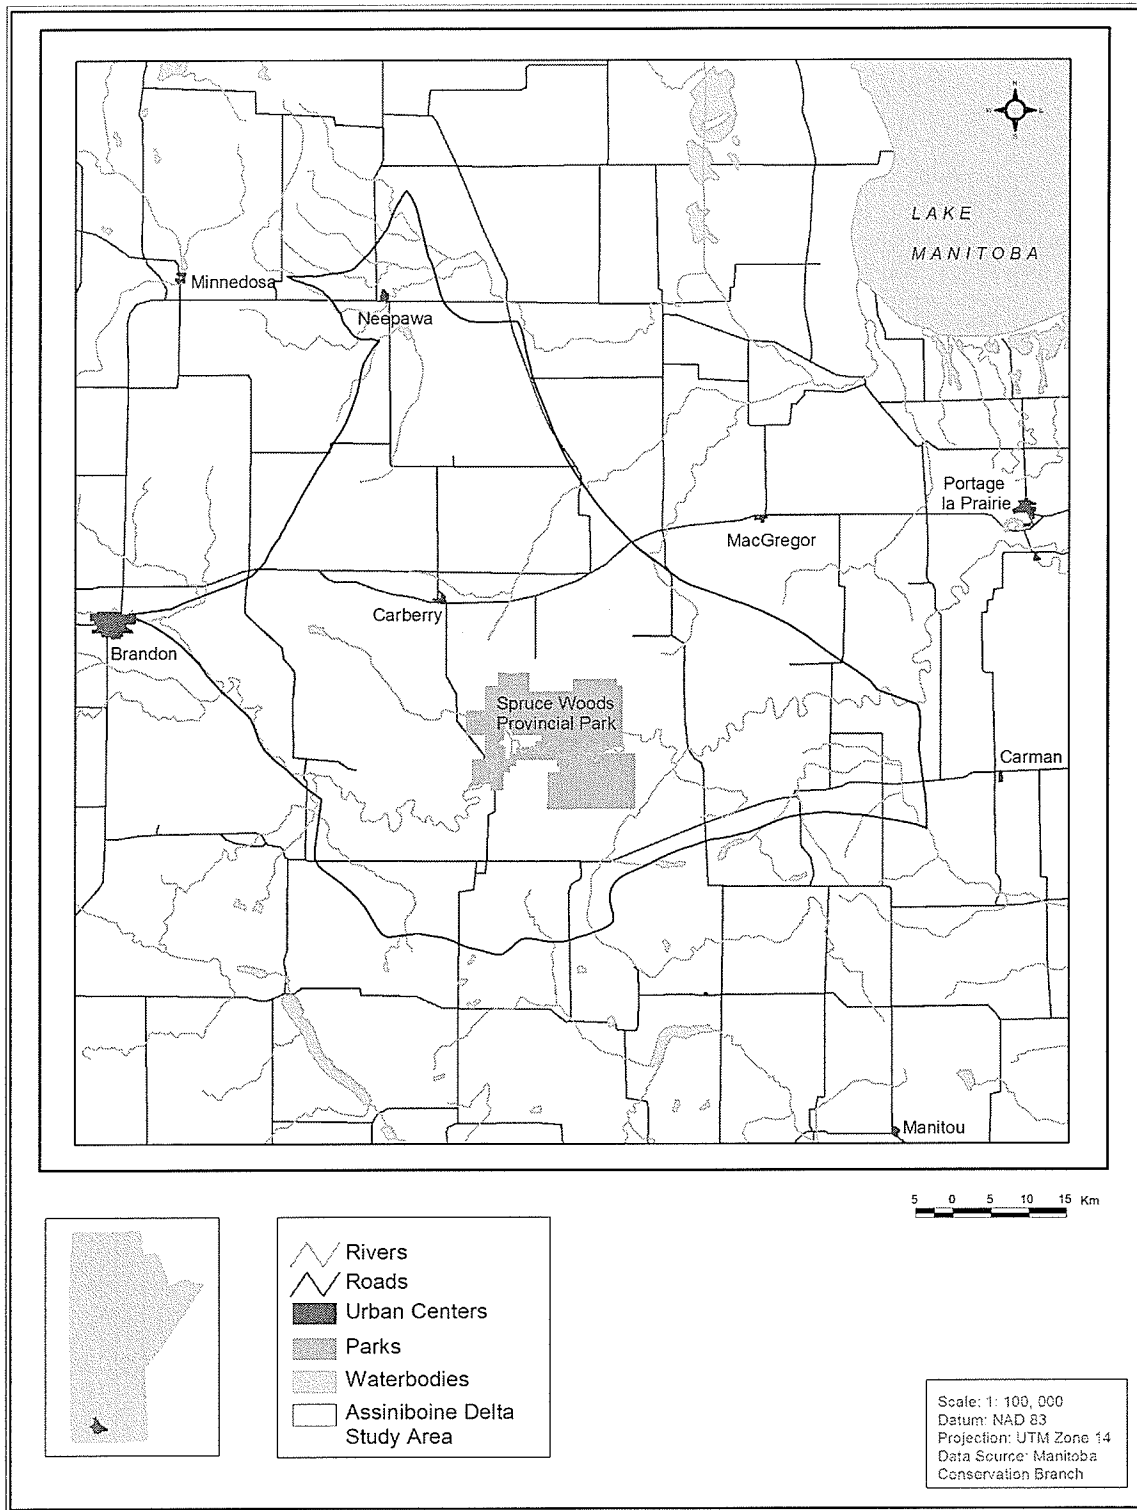 LAKE
MANITOBA
Minnedosa
Neepawa
Portage
la Prairie
MacGregor
Carberry
Brandon
Spruce Woods
Provincial Park
Carman
Manitou
5 0 5 10 15 Km
Rivers
Roads
Urban Centers
Parks
Waterbodies
Assiniboine Delta
Study Area
Scale: 1: 100, 000
Datum: NAD 83
Projection: UTM Zone 14
Data Source: Manitoba
Conservation Branch